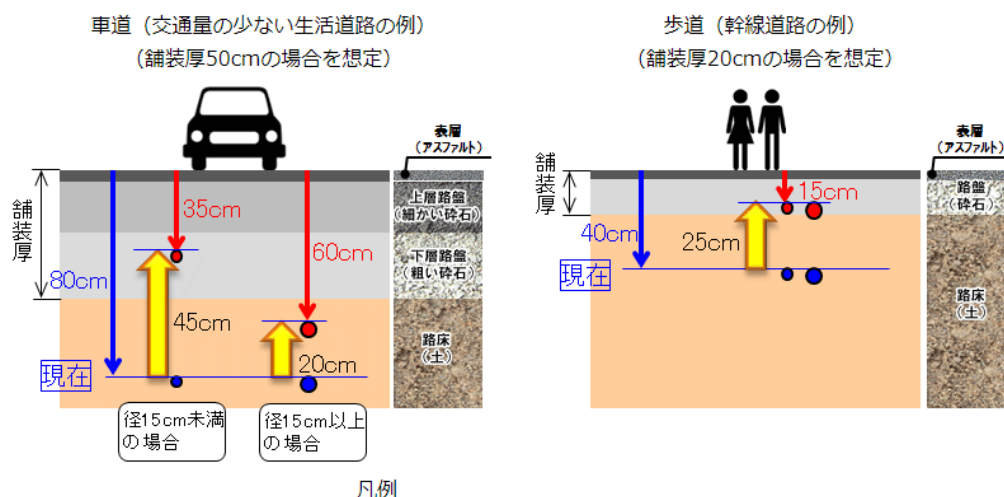 車道（交通量の少ない生活道路の例）
（舗装厚50cmの場合を想定）
表層
（アスファルト）
舗装厚
35cm
上層路盤
（細かい砕石）
60cm
下層路盤
（粗い砕石）
80cm
45cm
路床
（土）
20cm
現在
径15cm未満
の場合
径15cm以上
の場合
歩道（幹線道路の例）
（舗装厚20cmの場合を想定）
表層
（アスファルト）
舗装厚
15cm
路盤
（砕石）
40cm
25cm
現在
路床
（土）
凡例